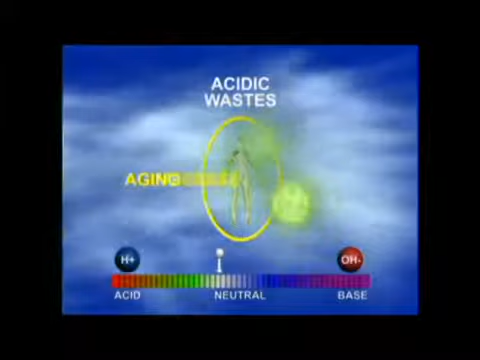 ACIDIC
WASTES
AGING
H+
OH-
ACID NEUTRAL BASE